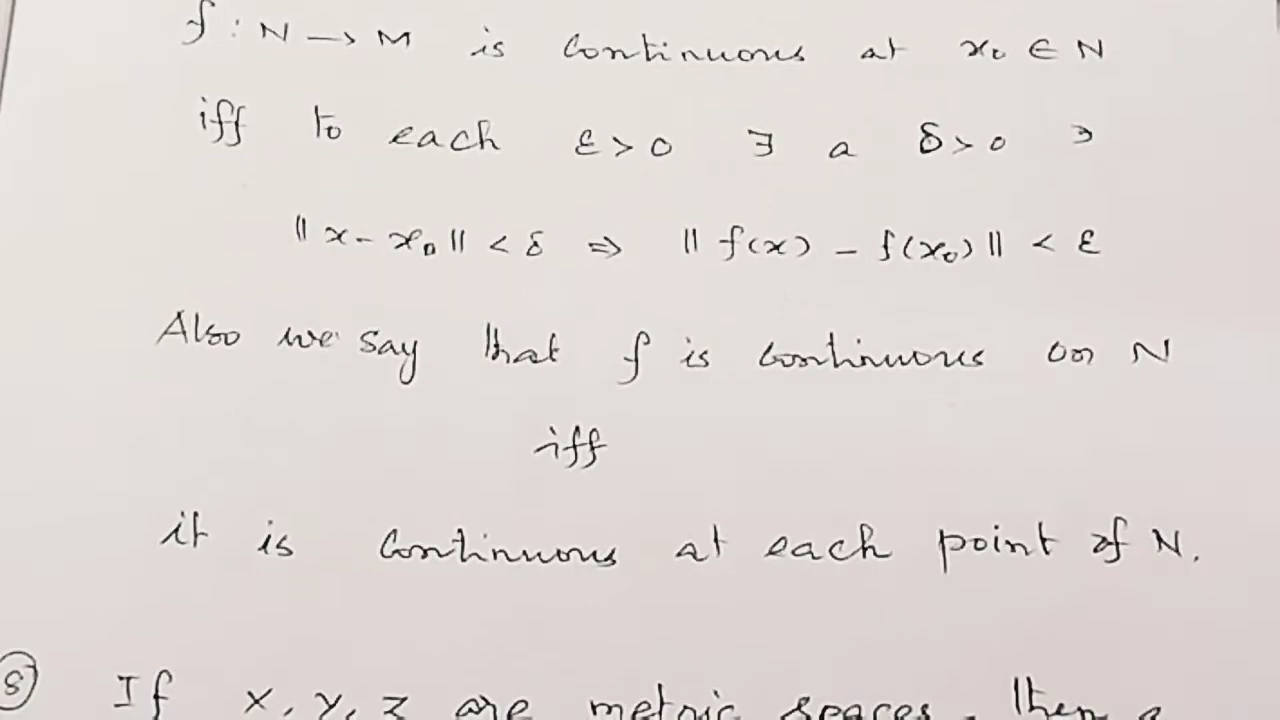 f : N → M is continuous at x₀ ∈ N
iff to each ε > 0 ∃ a δ > 0 ∋
‖x - x₀‖ < δ ⇒ ‖f(x) - f(x₀)‖ < ε
Also we say that f is continuous on N
iff
it is continuous at each point of N.
⑧ If X, Y, Z are metric spaces, then a